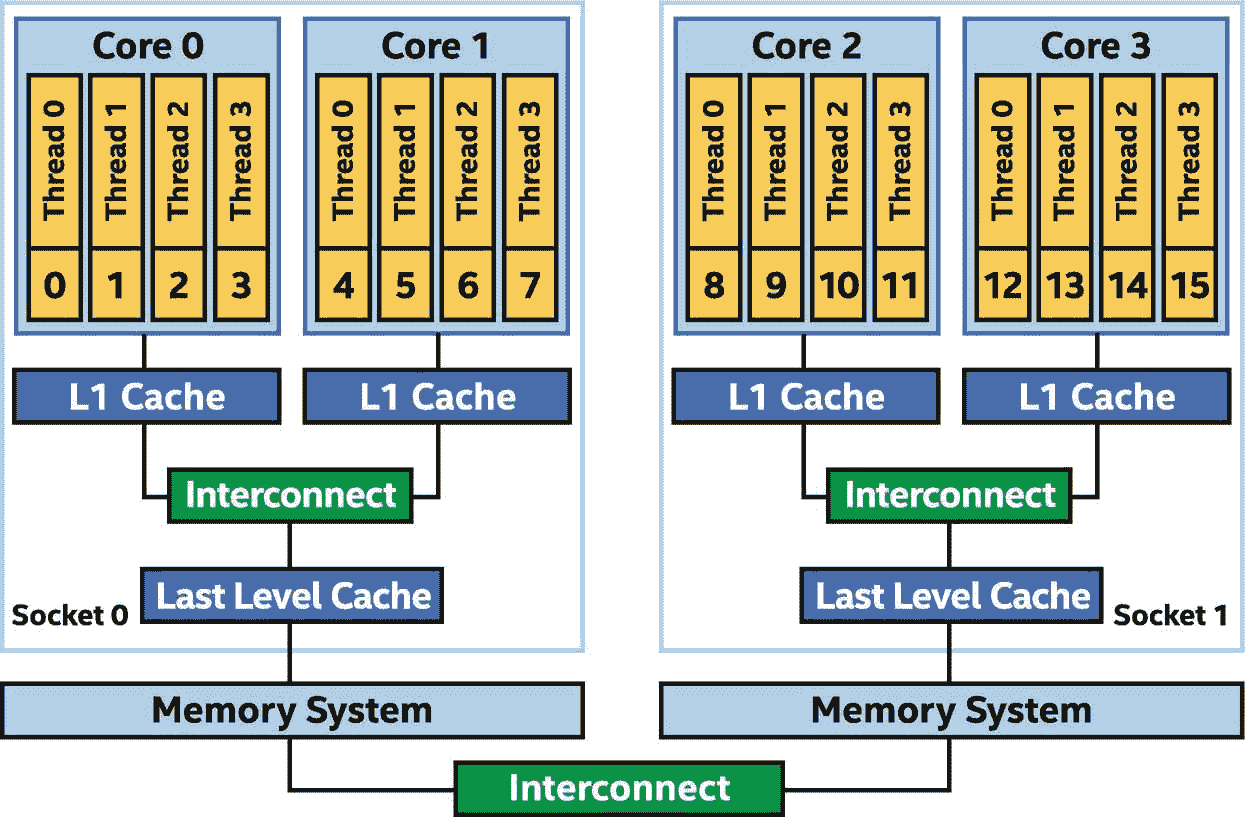 Core 0
Thread 0
Thread 1
Thread 2
Thread 3
0
1
2
3
Core 1
Thread 0
Thread 1
Thread 2
Thread 3
4
5
6
7
L1 Cache
L1 Cache
Interconnect
Last Level Cache
Socket 0
Memory System
Core 2
Thread 0
Thread 1
Thread 2
Thread 3
8
9
10
11
Core 3
Thread 0
Thread 1
Thread 2
Thread 3
12
13
14
15
L1 Cache
L1 Cache
Interconnect
Last Level Cache
Socket 1
Memory System
Interconnect